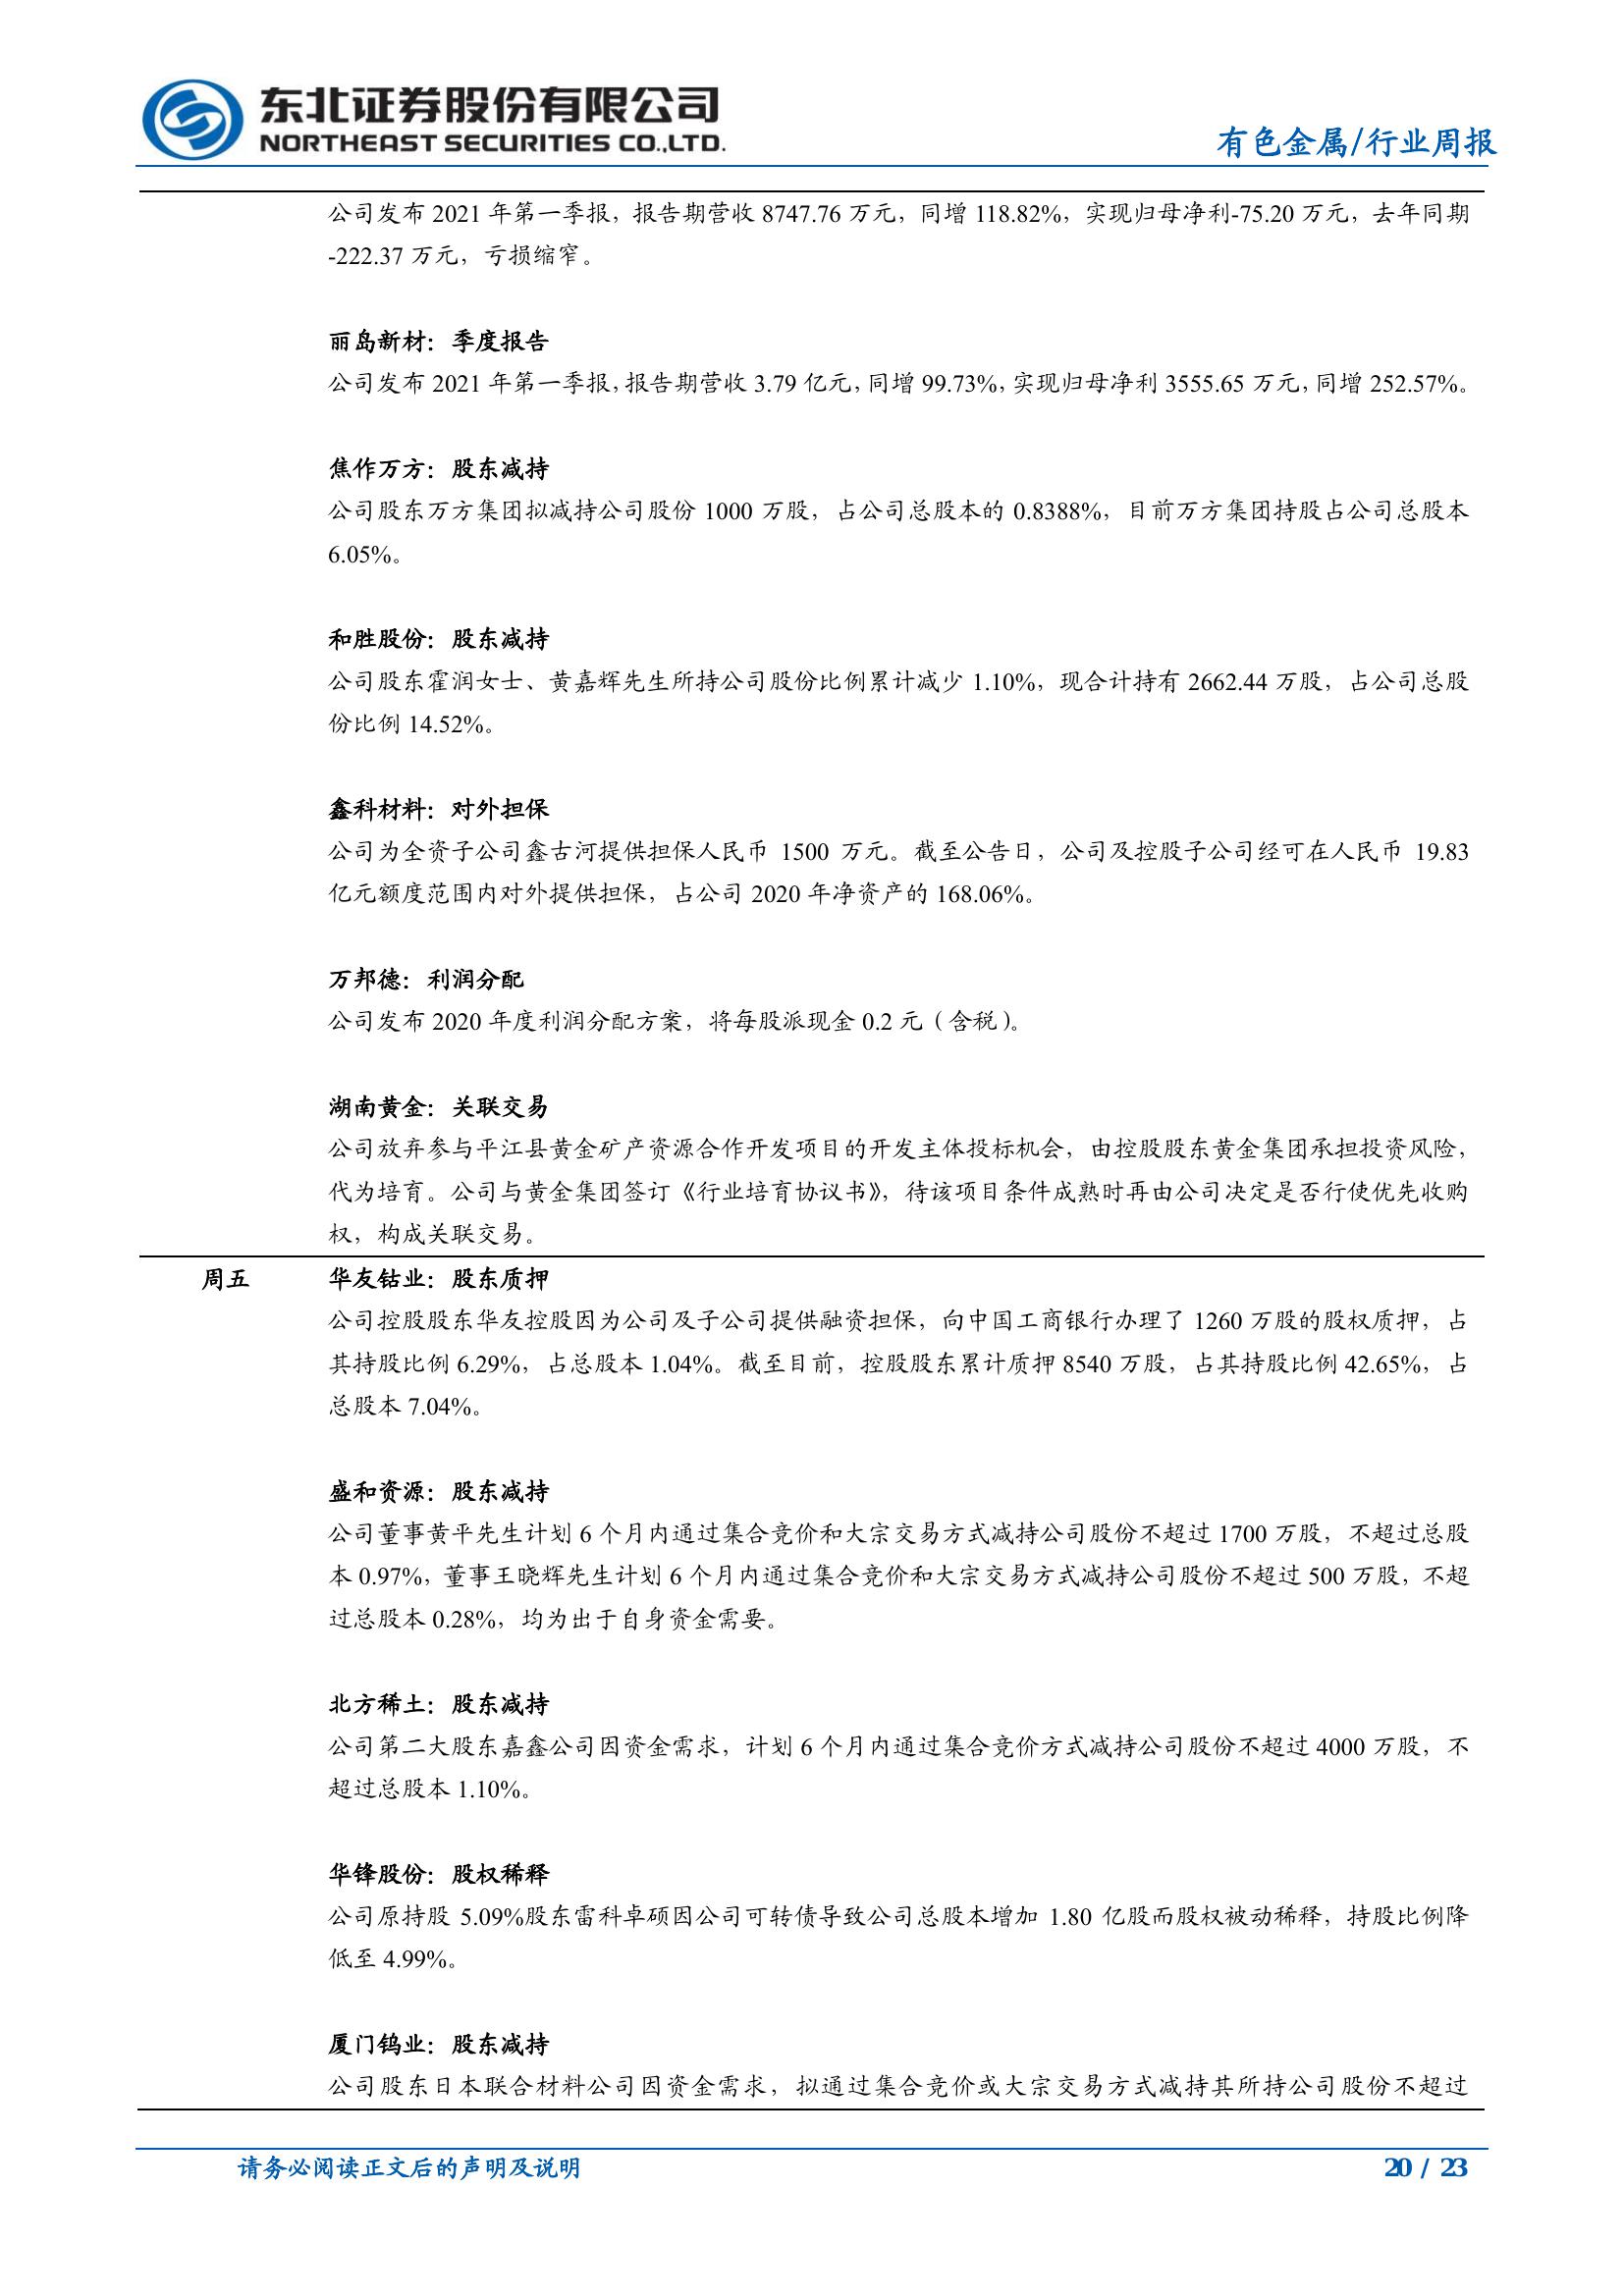 东北证券股份有限公司
NORTHEAST SECURITIES CO.,LTD.
有色金属/行业周报
公司发布 2021 年第一季报，报告期营收 8747.76 万元，同增 118.82%，实现归母净利-75.20 万元，去年同期
-222.37 万元，亏损缩窄。
丽岛新材：季度报告
公司发布 2021 年第一季报，报告期营收 3.79 亿元，同增 99.73%，实现归母净利 3555.65 万元，同增 252.57%。
焦作万方：股东减持
公司股东万方集团拟减持公司股份 1000 万股，占公司总股本的 0.8388%，目前万方集团持股占公司总股本
6.05%。
和胜股份：股东减持
公司股东霍润女士、黄嘉辉先生所持公司股份比例累计减少 1.10%，现合计持有 2662.44 万股，占公司总股
份比例 14.52%。
鑫科材料：对外担保
公司为全资子公司鑫古河提供担保人民币 1500 万元。截至公告日，公司及控股子公司经可在人民币 19.83
亿元额度范围内对外提供担保，占公司 2020 年净资产的 168.06%。
万邦德：利润分配
公司发布 2020 年度利润分配方案，将每股派现金 0.2 元（含税）。
湖南黄金：关联交易
公司放弃参与平江县黄金矿产资源合作开发项目的开发主体投标机会，由控股股东黄金集团承担投资风险，
代为培育。公司与黄金集团签订《行业培育协议书》，待该项目条件成熟时再由公司决定是否行使优先收购
权，构成关联交易。
周五 华友钴业：股东质押
公司控股股东华友控股因为公司及子公司提供融资担保，向中国工商银行办理了 1260 万股的股权质押，占
其持股比例 6.29%，占总股本 1.04%。截至目前，控股股东累计质押 8540 万股，占其持股比例 42.65%，占
总股本 7.04%。
盛和资源：股东减持
公司董事黄平先生计划 6 个月内通过集合竞价和大宗交易方式减持公司股份不超过 1700 万股，不超过总股
本 0.97%，董事王晓辉先生计划 6 个月内通过集合竞价和大宗交易方式减持公司股份不超过 500 万股，不超
过总股本 0.28%，均为出于自身资金需要。
北方稀土：股东减持
公司第二大股东嘉鑫公司因资金需求，计划 6 个月内通过集合竞价方式减持公司股份不超过 4000 万股，不
超过总股本 1.10%。
华锋股份：股权稀释
公司原持股 5.09%股东雷科卓硕因公司可转债导致公司总股本增加 1.80 亿股而股权被动稀释，持股比例降
低至 4.99%。
厦门钨业：股东减持
公司股东日本联合材料公司因资金需求，拟通过集合竞价或大宗交易方式减持其所持公司股份不超过
请务必阅读正文后的声明及说明
20 / 23